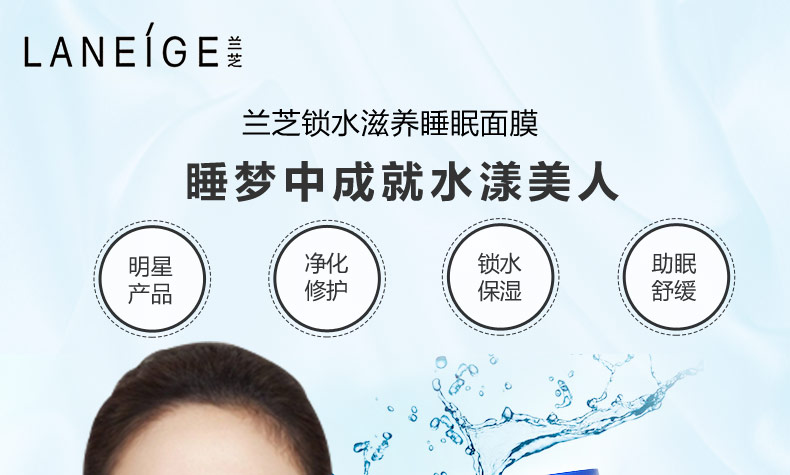 LANEÍGE 兰芝
兰芝锁水滋养睡眠面膜
睡梦中成就水漾美人
明星
产品
净化
修护
锁水
保湿
助眠
舒缓